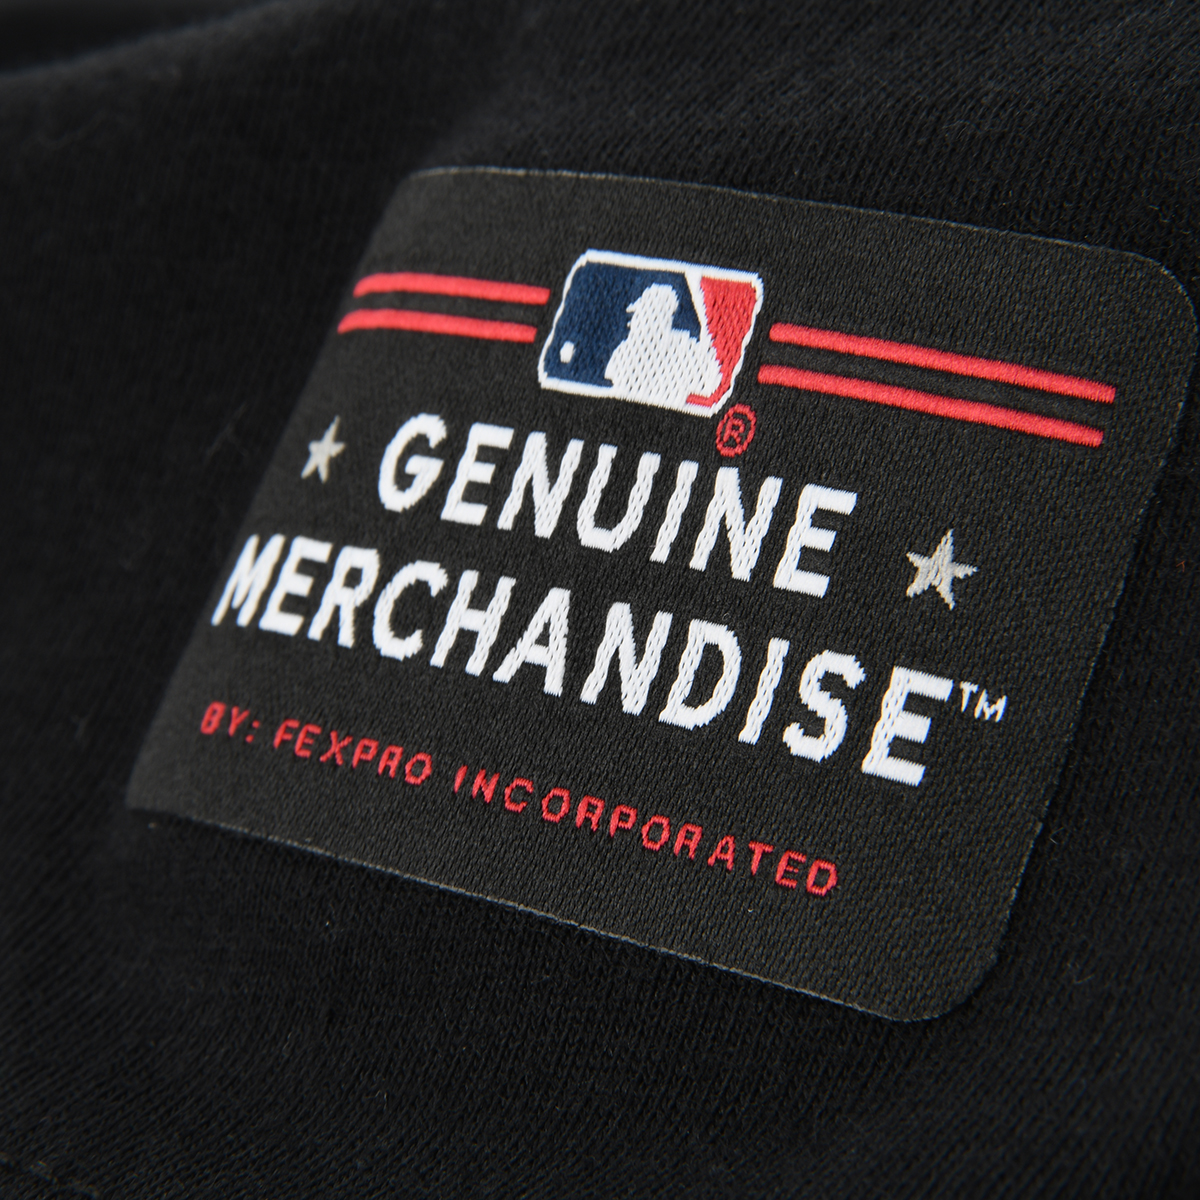 ®
GENUINE
MERCHANDISE™
BY: FEXPRO INCORPORATED